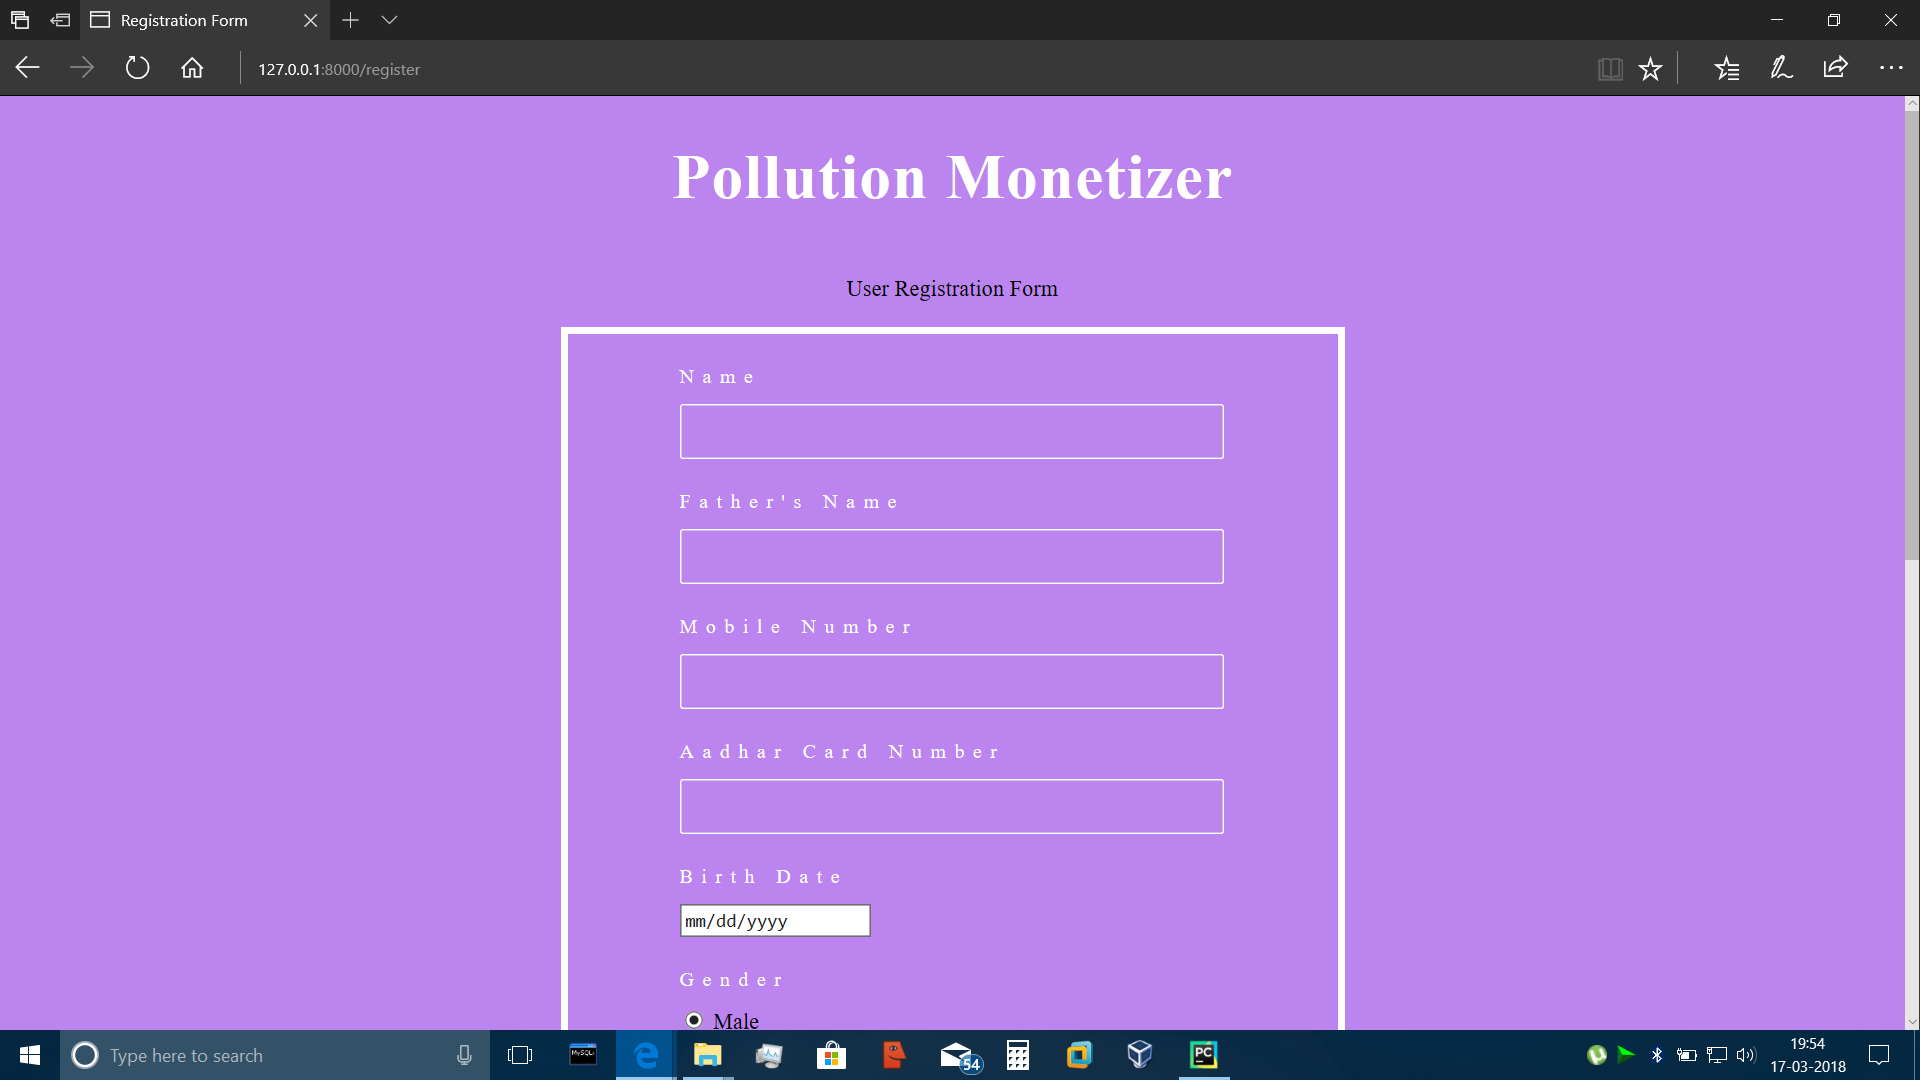 Registration Form
127.0.0.1:8000/register
Pollution Monetizer
User Registration Form
Name
Father's Name
Mobile Number
Aadhar Card Number
Birth Date
mm/dd/yyyy
Gender
Male
Type here to search
MySQL
54
PC
19:54
17-03-2018